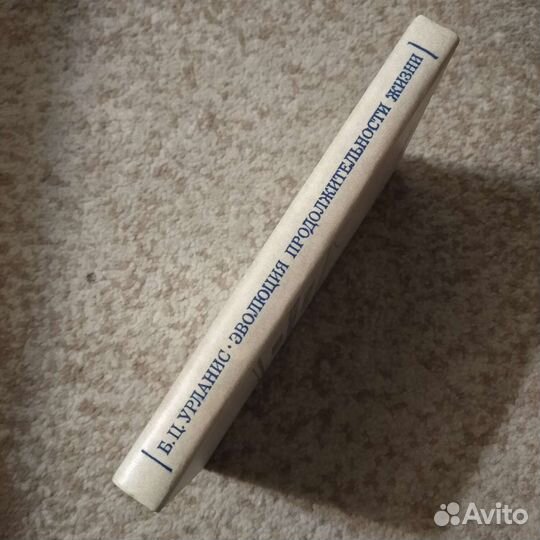 Б. Ц. УРЛАНИС · ЭВОЛЮЦИЯ ПРОДОЛЖИТЕЛЬНОСТИ ЖИЗНИ
Avito